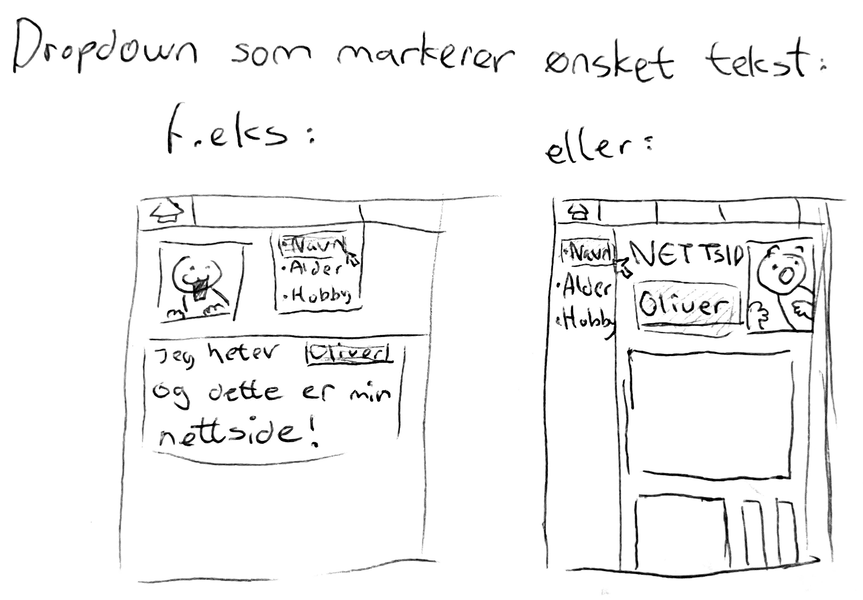 Dropdown som markerer ønsket tekst:
f.eks:
eller:
• Navn
• Alder
• Hobby
Jeg heter Oliver
og dette er min
nettside!
• Navn
• Alder
• Hobby
NETTSID
Oliver